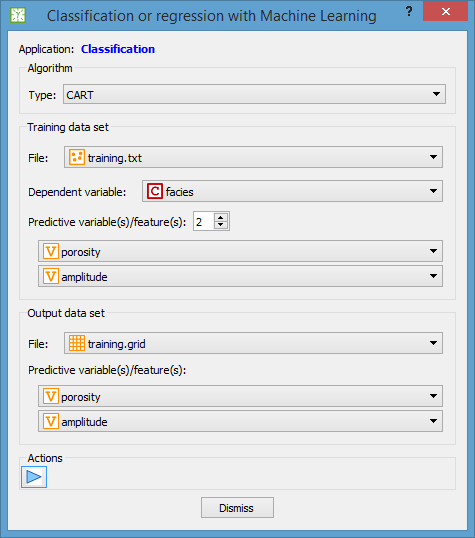 Classification or regression with Machine Learning ? x
Application: Classification
Algorithm
Type: CART
Training data set
File: training.txt
Dependent variable: C facies
Predictive variable(s)/feature(s): 2
V porosity
V amplitude
Output data set
File: training.grid
Predictive variable(s)/feature(s):
V porosity
V amplitude
Actions
Dismiss